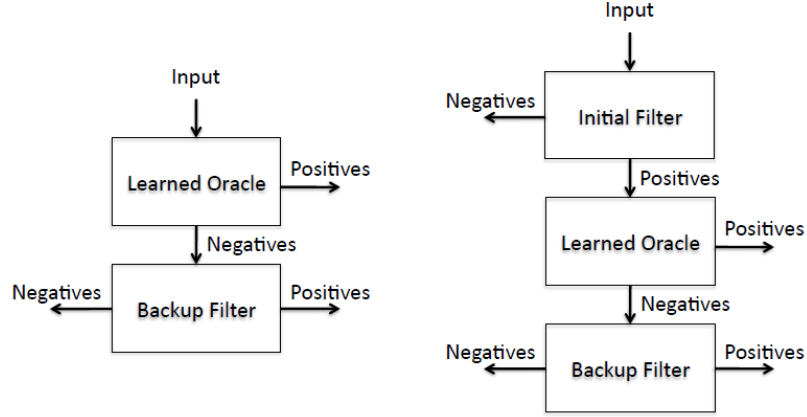 Input
Learned Oracle
Positives
Negatives
Negatives
Backup Filter
Positives
Input
Negatives
Initial Filter
Positives
Learned Oracle
Positives
Negatives
Negatives
Backup Filter
Positives